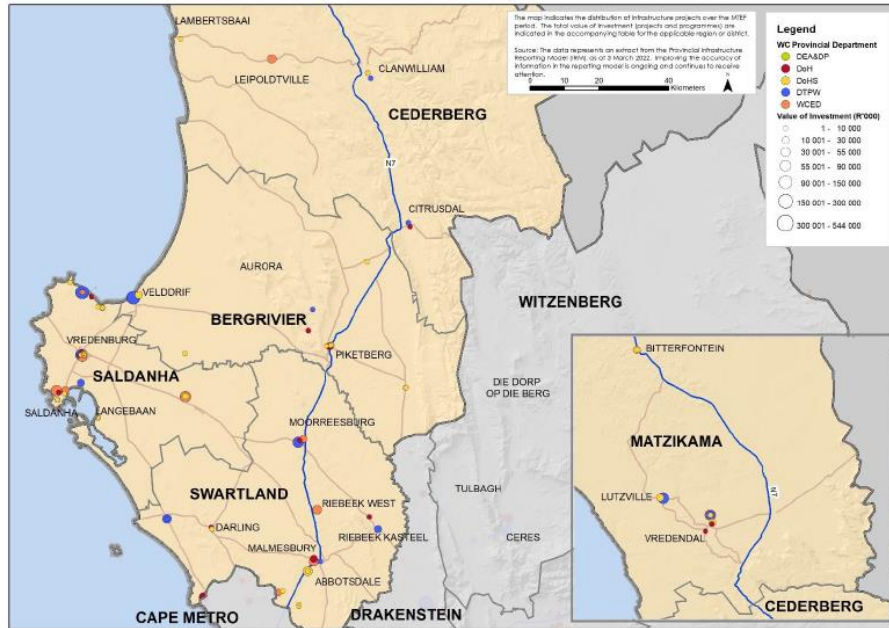 LAMBERTSBAAI
LEIPOLDTVILLE
CLANWILLIAM
CEDERBERG
N7
CITRUSDAL
AURORA
VELDDRIF
BERGRIVIER
VREDENBURG
PIKETBERG
SALDANHA
SALDANHA
LANGEBAAN
MOORREESBURG
SWARTLAND
RIEBEEK WEST
DARLING
RIEBEEK KASTEEL
MALMESBURY
ABBOTSDALE
CAPE METRO
DRAKENSTEIN
WITZENBERG
DIE DORP
OP DIE BERG
TULBAGH
CERES
The map indicates the distribution of infrastructure projects over the MTEF
period. The total value of investment (projects and programmes) are
indicated in the accompanying table for the applicable region or district.
Source: The data represents an extract from the Provincial Infrastructure
Reporting Model (PIRM), as at 3 March 2022. Improving the accuracy of
information in the reporting model is ongoing and continues to receive
attention.
N
0 10 20 40
Kilometers
Legend
WC Provincial Department
DEA&DP
DoH
DoHS
DTPW
WCED
Value of Investment (R'000)
1 - 10 000
10 001 - 30 000
30 001 - 55 000
55 001 - 90 000
90 001 - 150 000
150 001 - 300 000
300 001 - 544 000
BITTERFONTEIN
MATZIKAMA
N7
LUTZVILLE
VREDENDAL
CEDERBERG